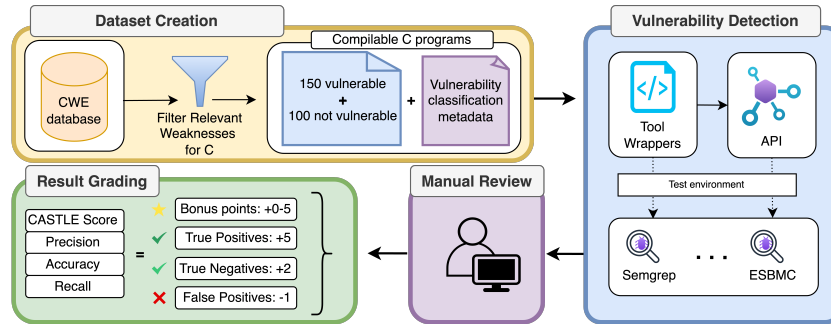 Dataset Creation
CWE
database
Filter Relevant
Weaknesses
for C
Compilable C programs
150 vulnerable
+
100 not vulnerable
+
Vulnerability
classification
metadata
Vulnerability Detection
</>
Tool
Wrappers
API
Test environment
Semgrep
. . .
ESBMC
Manual Review
Result Grading
CASTLE Score
Precision
Accuracy
Recall
=
Bonus points: +0-5
True Positives: +5
True Negatives: +2
False Positives: -1